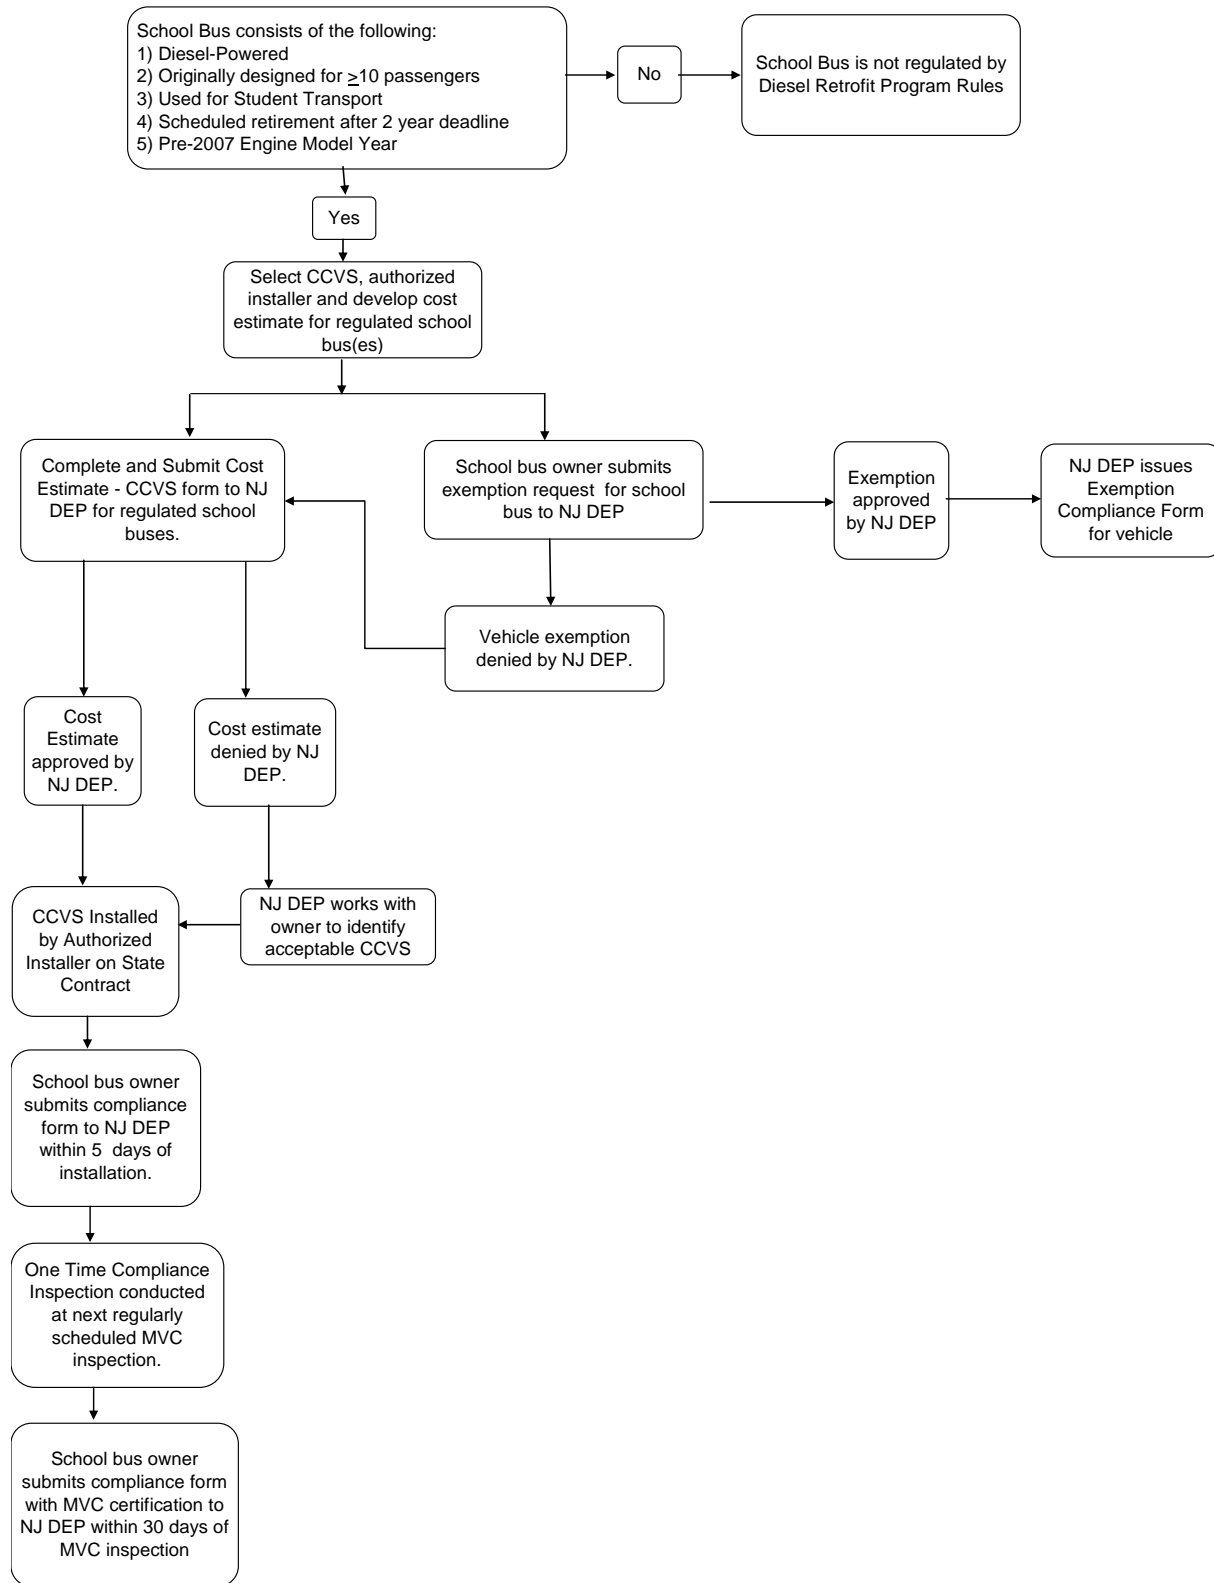 School Bus consists of the following:
1) Diesel-Powered
2) Originally designed for ≥10 passengers
3) Used for Student Transport
4) Scheduled retirement after 2 year deadline
5) Pre-2007 Engine Model Year
No
School Bus is not regulated by
Diesel Retrofit Program Rules
Yes
Select CCVS, authorized
installer and develop cost
estimate for regulated school
bus(es)
Complete and Submit Cost
Estimate - CCVS form to NJ
DEP for regulated school
buses.
School bus owner submits
exemption request for school
bus to NJ DEP
Exemption
approved
by NJ DEP
NJ DEP issues
Exemption
Compliance Form
for vehicle
Vehicle exemption
denied by NJ DEP.
Cost
Estimate
approved by
NJ DEP.
Cost estimate
denied by NJ
DEP.
CCVS Installed
by Authorized
Installer on State
Contract
NJ DEP works with
owner to identify
acceptable CCVS
School bus owner
submits compliance
form to NJ DEP
within 5 days of
installation.
One Time Compliance
Inspection conducted
at next regularly
scheduled MVC
inspection.
School bus owner
submits compliance form
with MVC certification to
NJ DEP within 30 days of
MVC inspection